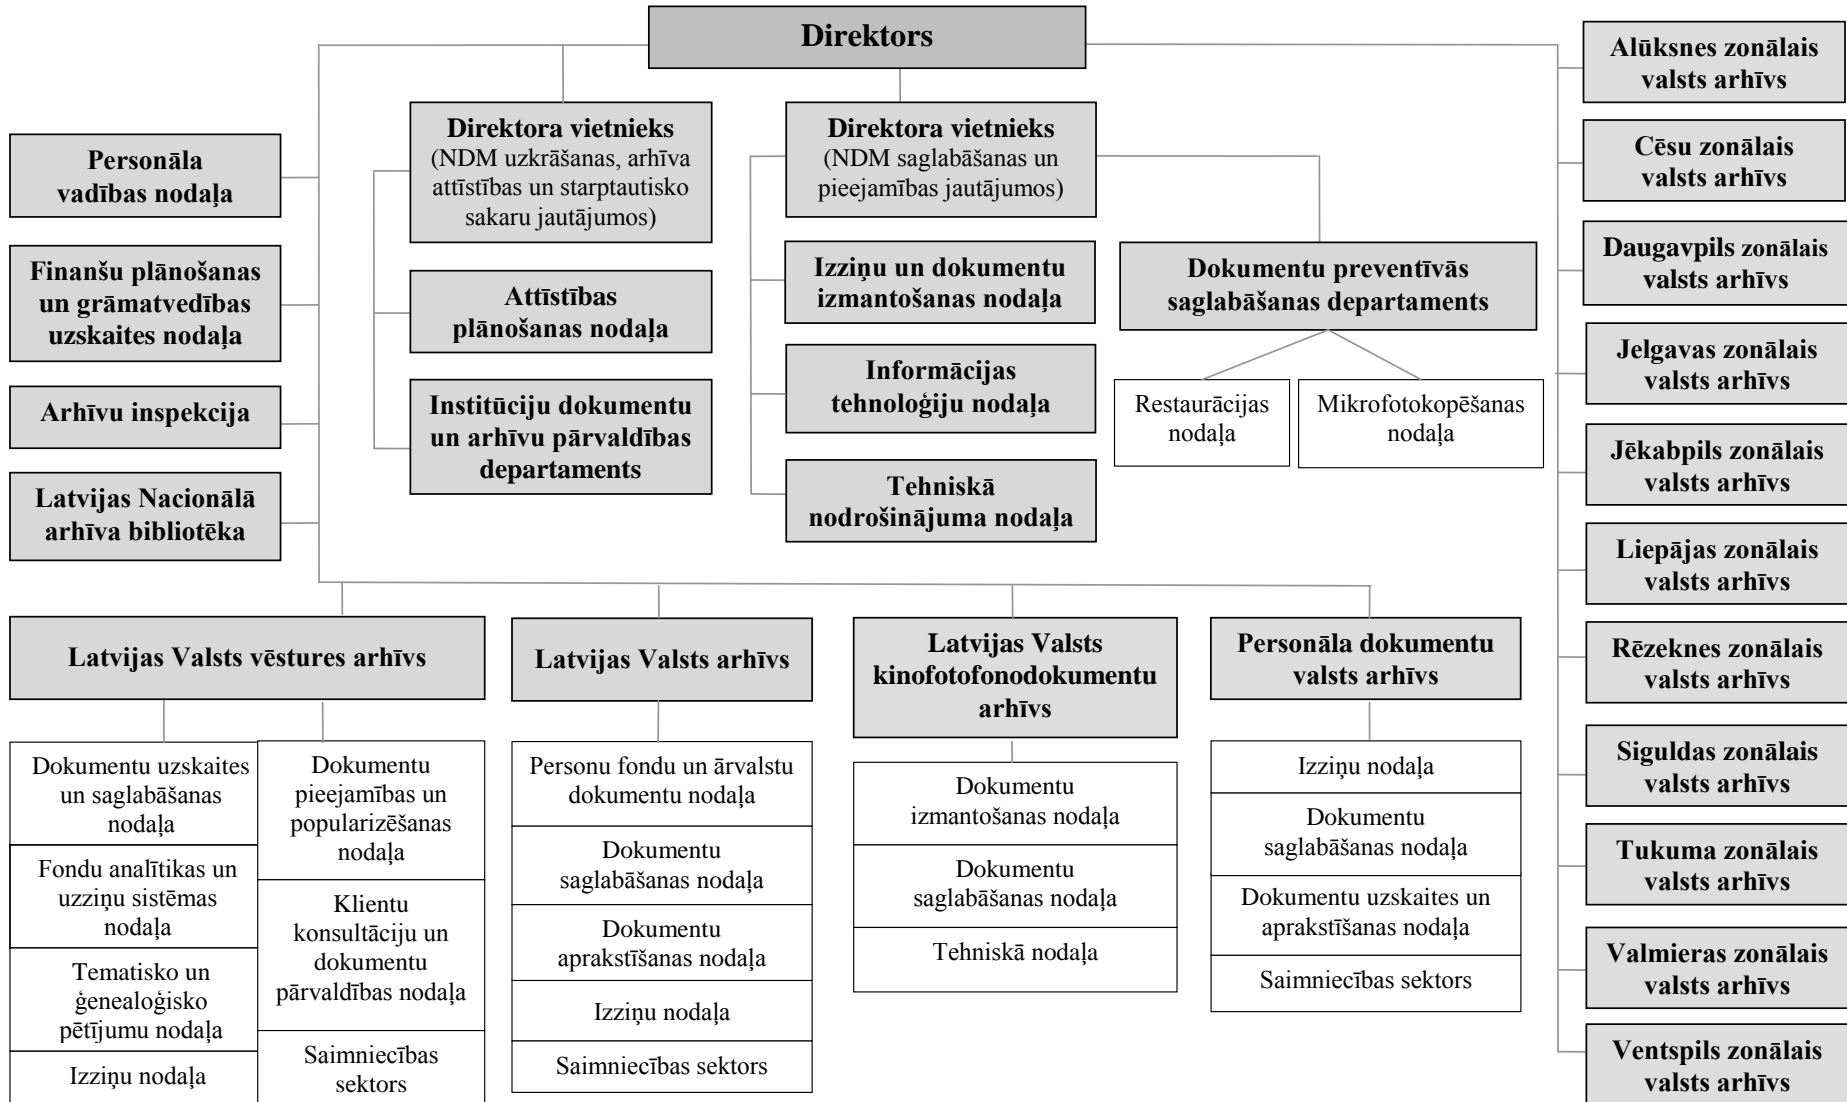 Direktors
Personāla
vadības nodaļa
Finanšu plānošanas
un grāmatvedības
uzskaites nodaļa
Arhīvu inspekcija
Latvijas Nacionālā
arhīva bibliotēka
Direktora vietnieks
(NDM uzkrāšanas, arhīva
attīstības un starptautisko
sakaru jautājumos)
Attīstības
plānošanas nodaļa
Institūciju dokumentu
un arhīvu pārvaldības
departaments
Direktora vietnieks
(NDM saglabāšanas un
pieejamības jautājumos)
Izziņu un dokumentu
izmantošanas nodaļa
Informācijas
tehnoloģiju nodaļa
Tehniskā
nodrošinājuma nodaļa
Dokumentu preventīvās
saglabāšanas departaments
Restaurācijas
nodaļa
Mikrofotokopēšanas
nodaļa
Alūksnes zonālais
valsts arhīvs
Cēsu zonālais
valsts arhīvs
Daugavpils zonālais
valsts arhīvs
Jelgavas zonālais
valsts arhīvs
Jēkabpils zonālais
valsts arhīvs
Liepājas zonālais
valsts arhīvs
Rēzeknes zonālais
valsts arhīvs
Siguldas zonālais
valsts arhīvs
Tukuma zonālais
valsts arhīvs
Valmieras zonālais
valsts arhīvs
Ventspils zonālais
valsts arhīvs
Latvijas Valsts vēstures arhīvs
Dokumentu uzskaites
un saglabāšanas
nodaļa
Fondu analītikas un
uzziņu sistēmas
nodaļa
Tematisko un
ģenealoģisko
pētījumu nodaļa
Izziņu nodaļa
Dokumentu
pieejamības un
popularizēšanas
nodaļa
Klientu
konsultāciju un
dokumentu
pārvaldības nodaļa
Saimniecības
sektors
Latvijas Valsts arhīvs
Personu fondu un ārvalstu
dokumentu nodaļa
Dokumentu
saglabāšanas nodaļa
Dokumentu
aprakstīšanas nodaļa
Izziņu nodaļa
Saimniecības sektors
Latvijas Valsts
kinofotofonodokumentu
arhīvs
Dokumentu
izmantošanas nodaļa
Dokumentu
saglabāšanas nodaļa
Tehniskā nodaļa
Personāla dokumentu
valsts arhīvs
Izziņu nodaļa
Dokumentu
saglabāšanas nodaļa
Dokumentu uzskaites un
aprakstīšanas nodaļa
Saimniecības sektors